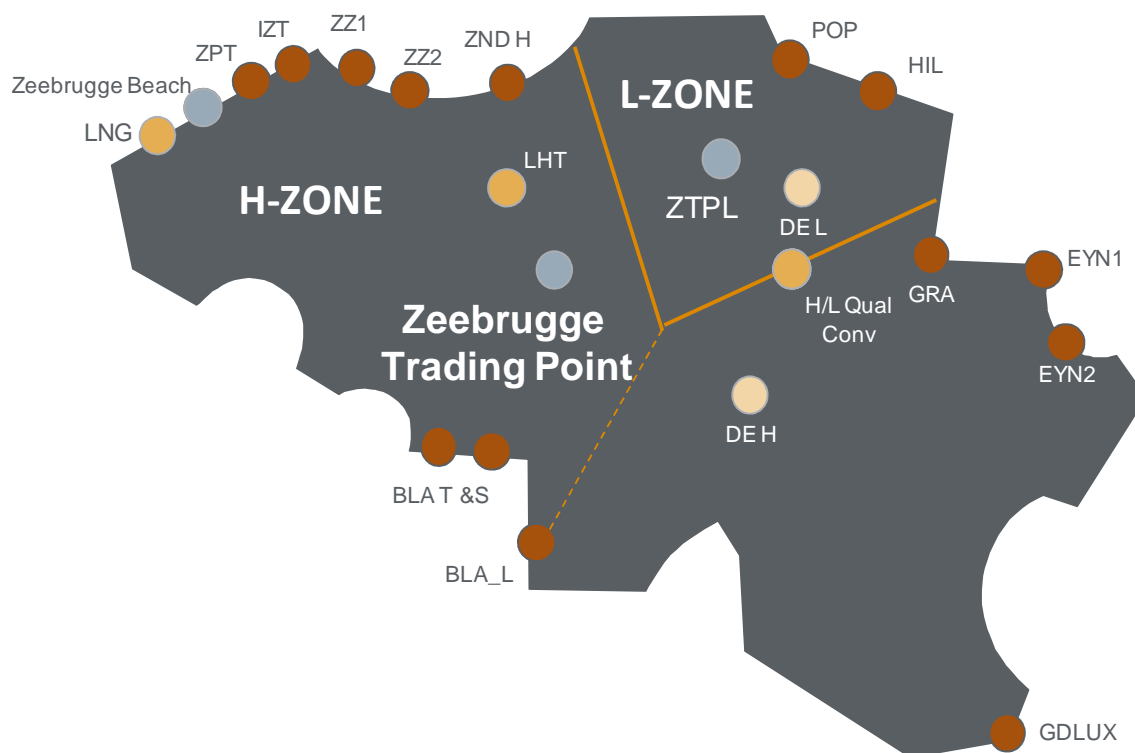 POP
IZT
ZZ1
ZND H
ZPT
ZZ2
HIL
Zeebrugge Beach
L-ZONE
LNG
LHT
H-ZONE
ZTPL
DE L
EYN1
GRA
H/L Qual
Conv
Zeebrugge
Trading Point
EYN2
DE H
BLA T &S
BLA_L
GDLUX